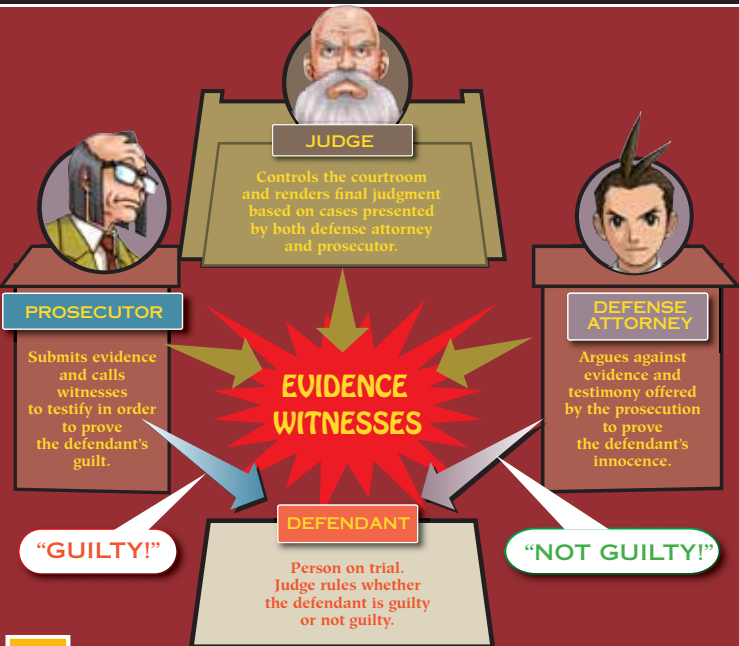 JUDGE
Controls the courtroom
and renders final judgment
based on cases presented
by both defense attorney
and prosecutor.
PROSECUTOR
Submits evidence
and calls
witnesses
to testify in order
to prove
the defendant's
guilt.
DEFENSE
ATTORNEY
Argues against
evidence and
testimony offered
by the prosecution
to prove
the defendant's
innocence.
EVIDENCE
WITNESSES
“GUILTY!”
“NOT GUILTY!”
DEFENDANT
Person on trial.
Judge rules whether
the defendant is guilty
or not guilty.